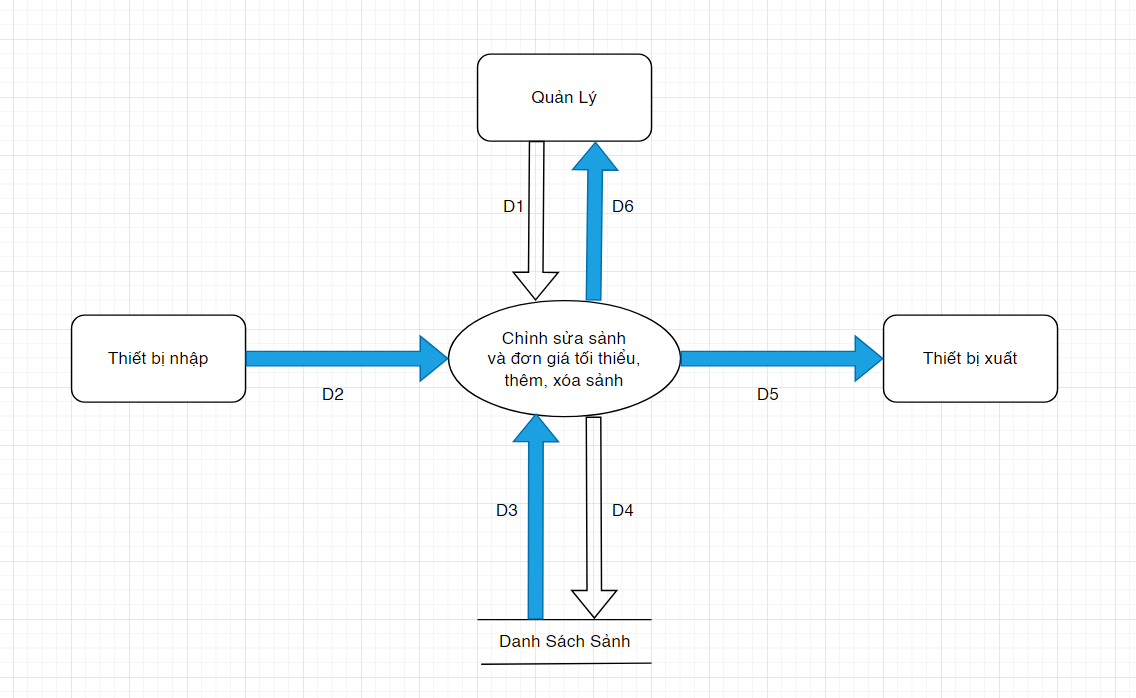 Quản Lý
D1
D6
Thiết bị nhập
Chỉnh sửa sảnh
và đơn giá tối thiểu,
thêm, xóa sảnh
Thiết bị xuất
D2
D5
D3
D4
Danh Sách Sảnh